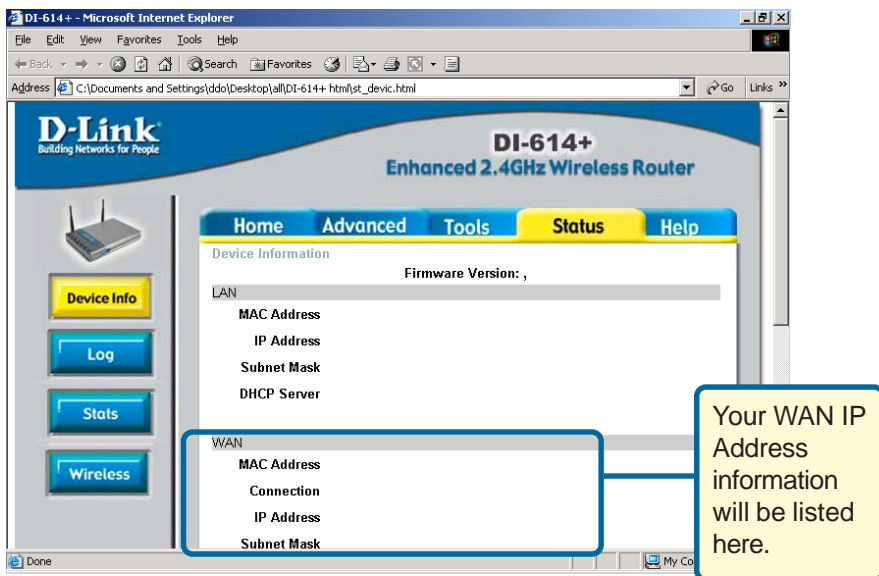 DI-614+ - Microsoft Internet Explorer
File Edit View Favorites Tools Help
Back Search Favorites
Address C:\Documents and Settings\ddo\Desktop\all\DI-614+ html\st_devic.html Go Links »
D-Link
Building Networks for People
DI-614+
Enhanced 2.4GHz Wireless Router
Home Advanced Tools Status Help
Device Information
Firmware Version: ,
Device Info
LAN
MAC Address
IP Address
Log
Subnet Mask
DHCP Server
Stats
WAN
MAC Address
Wireless
Connection
IP Address
Subnet Mask
Your WAN IP
Address
information
will be listed
here.
Done My Co